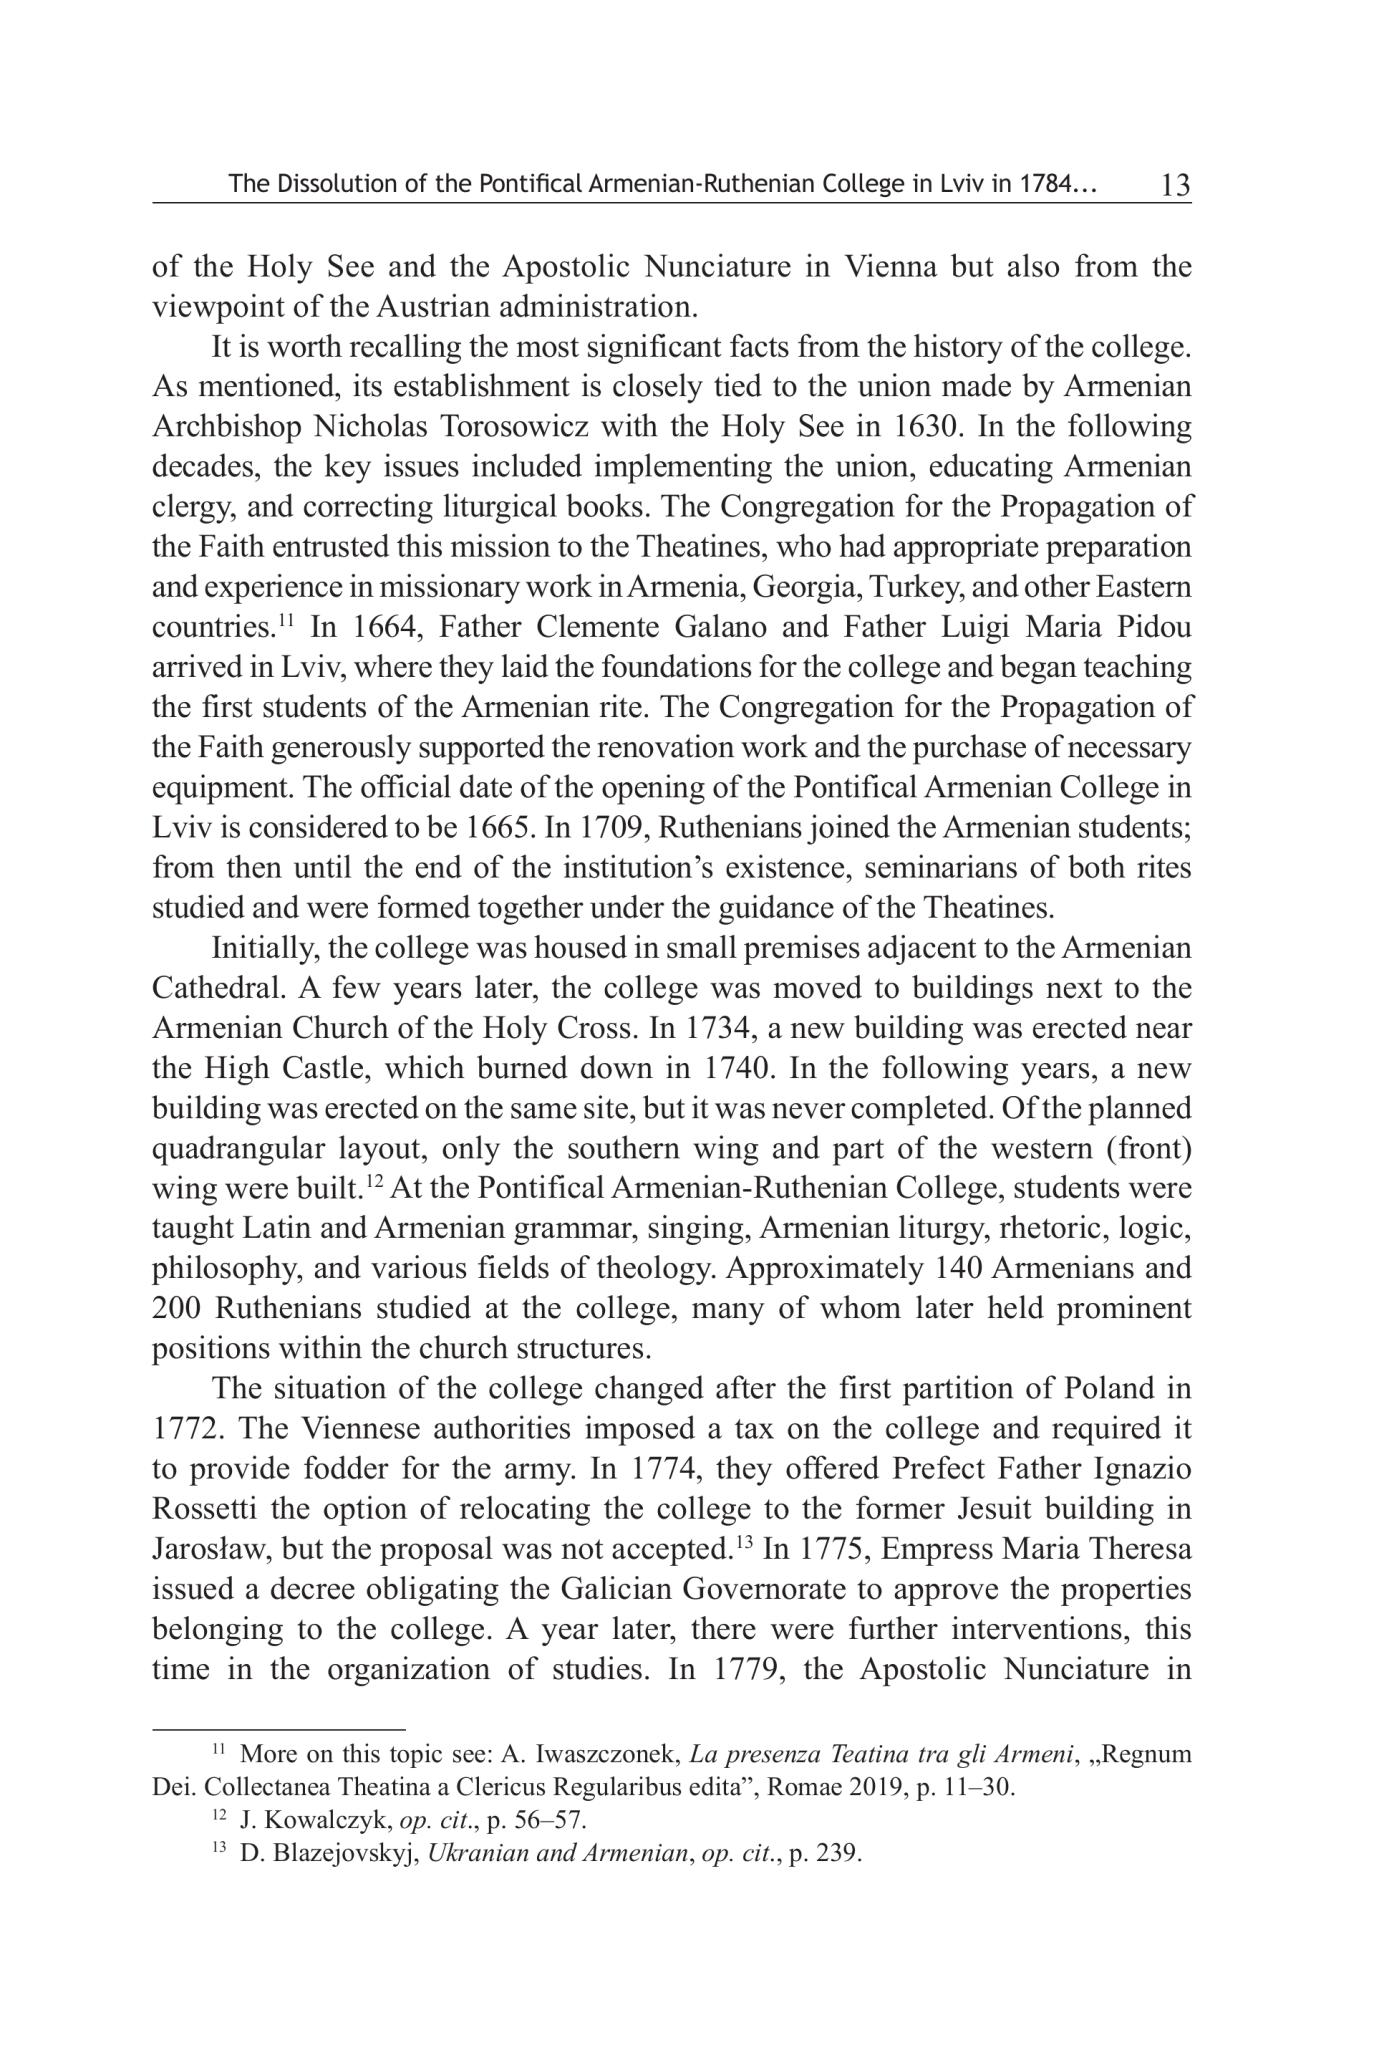 The Dissolution of the Pontifical Armenian-Ruthenian College in Lviv in 1784… 13
of the Holy See and the Apostolic Nunciature in Vienna but also from the
viewpoint of the Austrian administration.
It is worth recalling the most significant facts from the history of the college.
As mentioned, its establishment is closely tied to the union made by Armenian
Archbishop Nicholas Torosowicz with the Holy See in 1630. In the following
decades, the key issues included implementing the union, educating Armenian
clergy, and correcting liturgical books. The Congregation for the Propagation of
the Faith entrusted this mission to the Theatines, who had appropriate preparation
and experience in missionary work in Armenia, Georgia, Turkey, and other Eastern
countries.¹¹ In 1664, Father Clemente Galano and Father Luigi Maria Pidou
arrived in Lviv, where they laid the foundations for the college and began teaching
the first students of the Armenian rite. The Congregation for the Propagation of
the Faith generously supported the renovation work and the purchase of necessary
equipment. The official date of the opening of the Pontifical Armenian College in
Lviv is considered to be 1665. In 1709, Ruthenians joined the Armenian students;
from then until the end of the institution’s existence, seminarians of both rites
studied and were formed together under the guidance of the Theatines.
Initially, the college was housed in small premises adjacent to the Armenian
Cathedral. A few years later, the college was moved to buildings next to the
Armenian Church of the Holy Cross. In 1734, a new building was erected near
the High Castle, which burned down in 1740. In the following years, a new
building was erected on the same site, but it was never completed. Of the planned
quadrangular layout, only the southern wing and part of the western (front)
wing were built.¹² At the Pontifical Armenian-Ruthenian College, students were
taught Latin and Armenian grammar, singing, Armenian liturgy, rhetoric, logic,
philosophy, and various fields of theology. Approximately 140 Armenians and
200 Ruthenians studied at the college, many of whom later held prominent
positions within the church structures.
The situation of the college changed after the first partition of Poland in
1772. The Viennese authorities imposed a tax on the college and required it
to provide fodder for the army. In 1774, they offered Prefect Father Ignazio
Rossetti the option of relocating the college to the former Jesuit building in
Jarosław, but the proposal was not accepted.¹³ In 1775, Empress Maria Theresa
issued a decree obligating the Galician Governorate to approve the properties
belonging to the college. A year later, there were further interventions, this
time in the organization of studies. In 1779, the Apostolic Nunciature in
¹¹ More on this topic see: A. Iwaszczonek, La presenza Teatina tra gli Armeni, „Regnum
Dei. Collectanea Theatina a Clericus Regularibus edita”, Romae 2019, p. 11–30.
¹² J. Kowalczyk, op. cit., p. 56–57.
¹³ D. Blazejovskyj, Ukranian and Armenian, op. cit., p. 239.